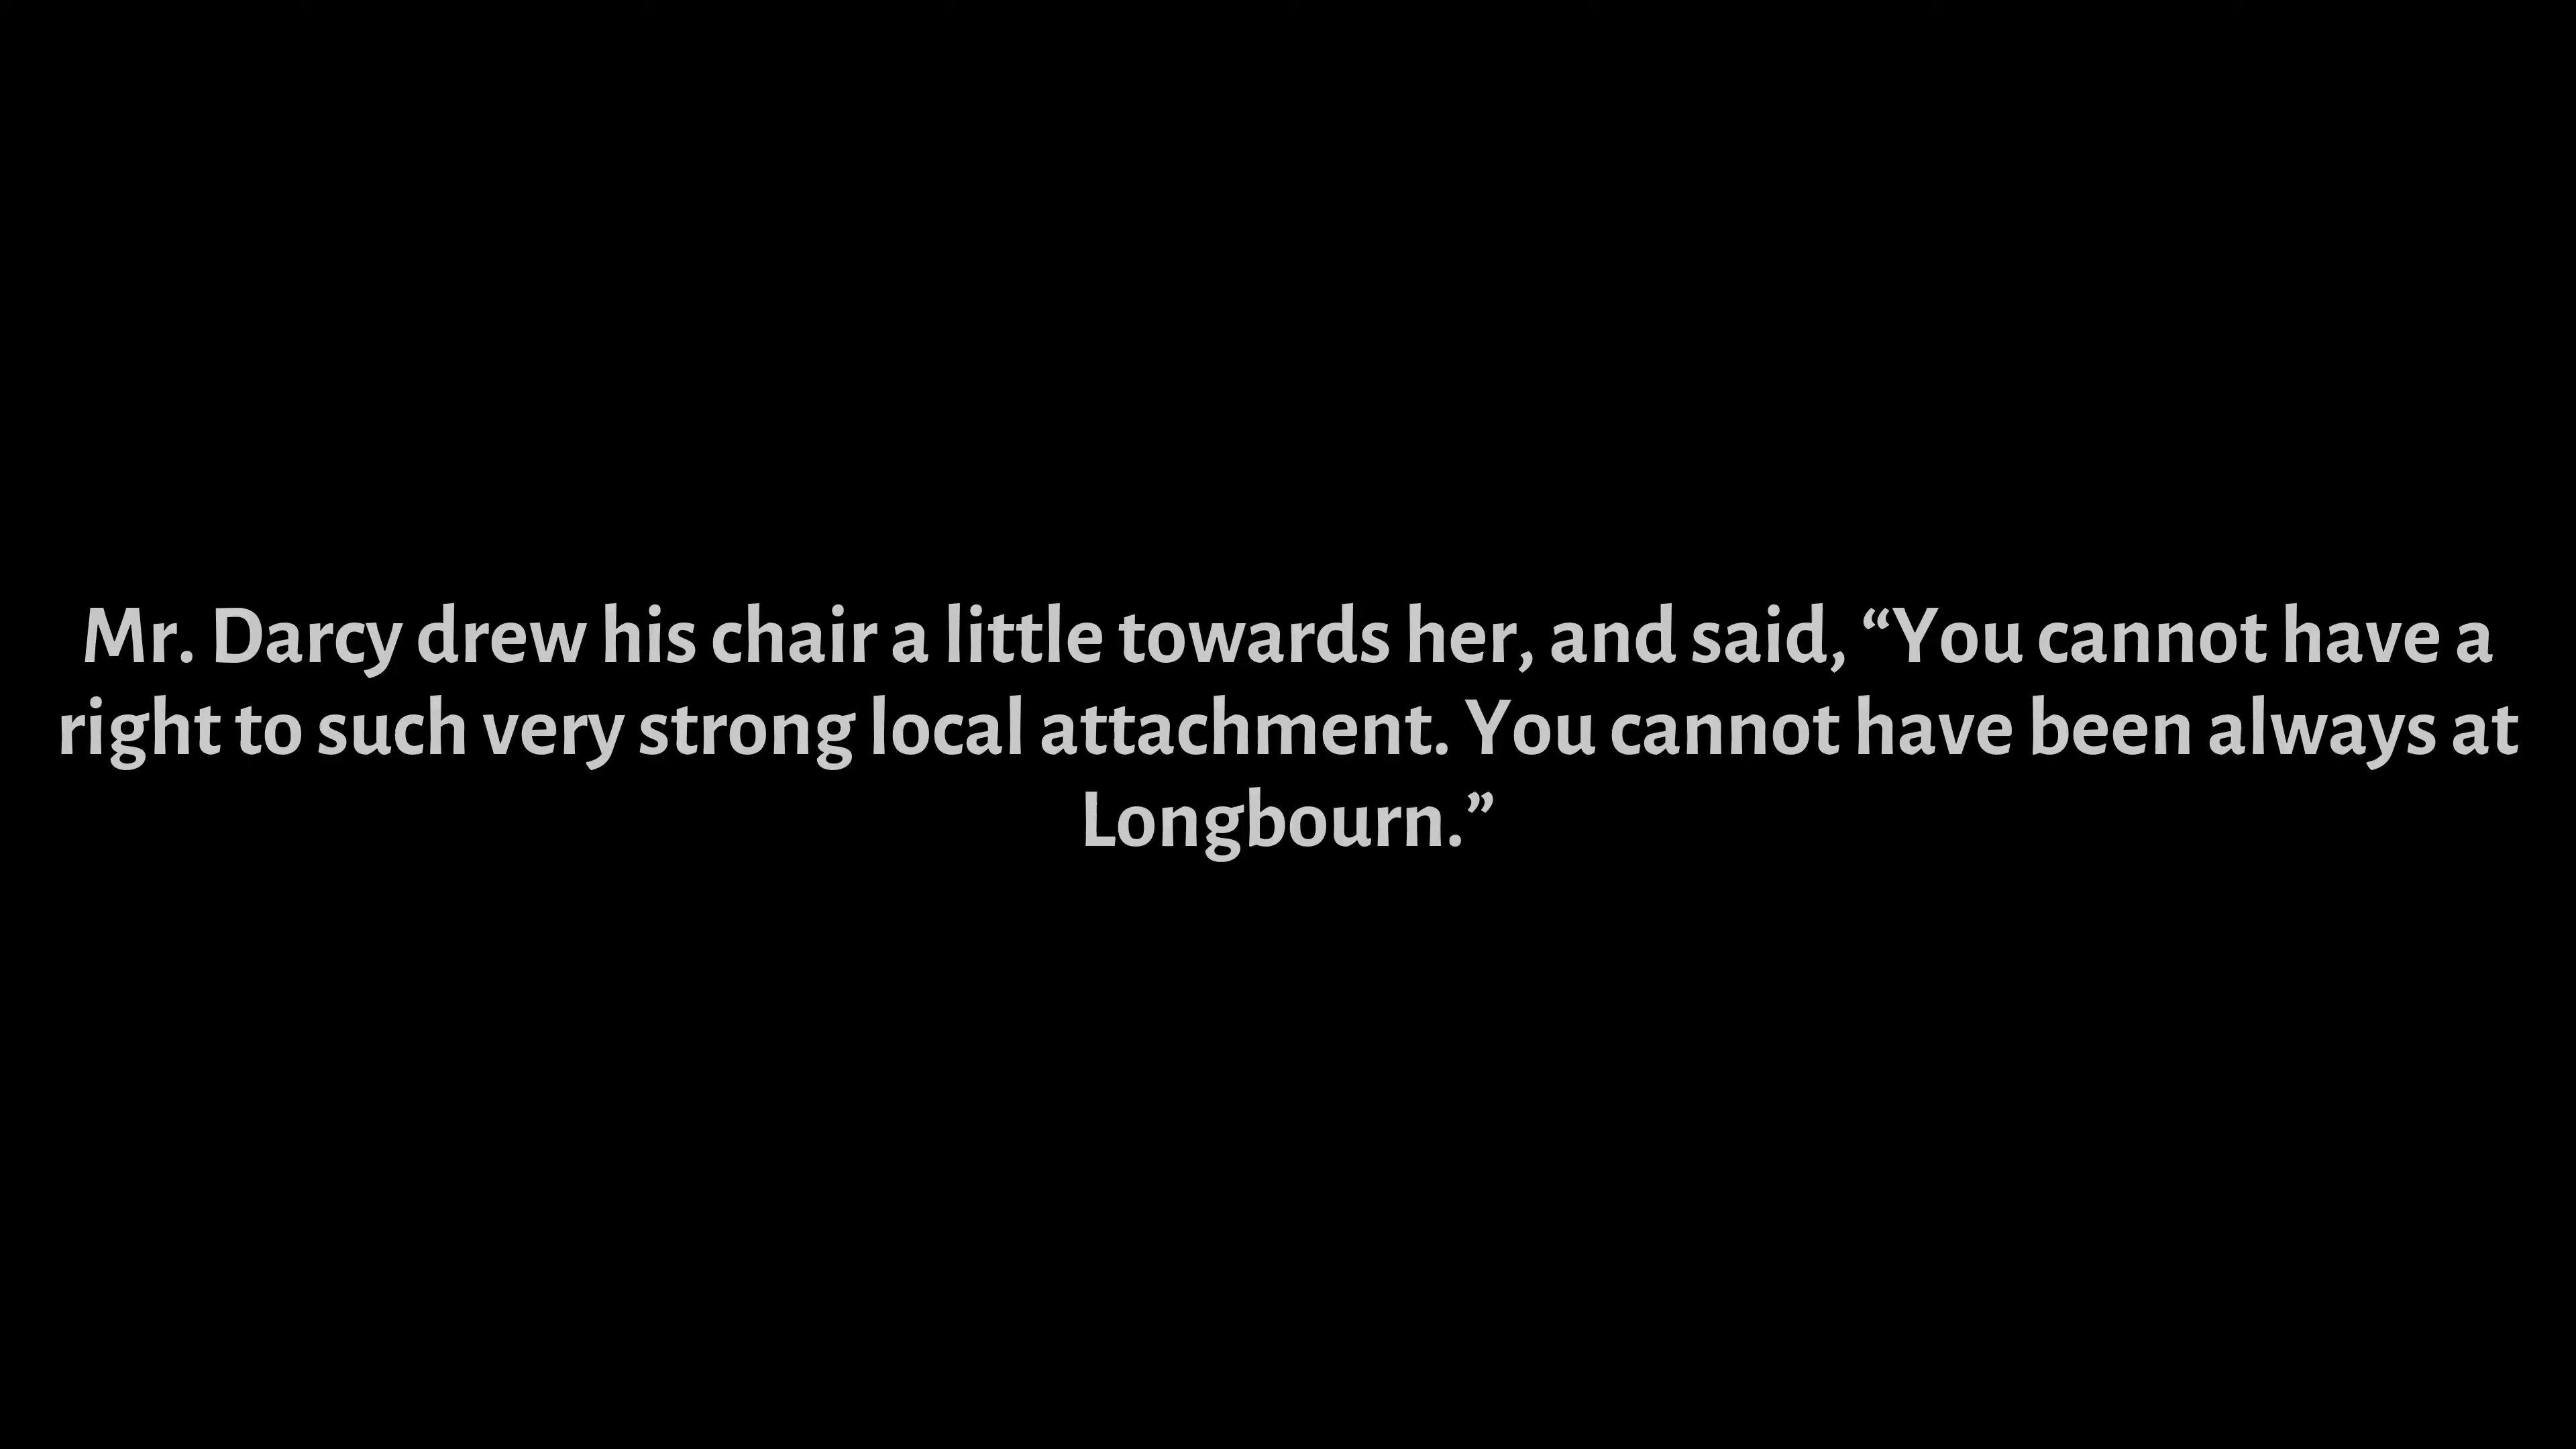 Mr. Darcy drew his chair a little towards her, and said, “You cannot have a
right to such very strong local attachment. You cannot have been always at
Longbourn.”